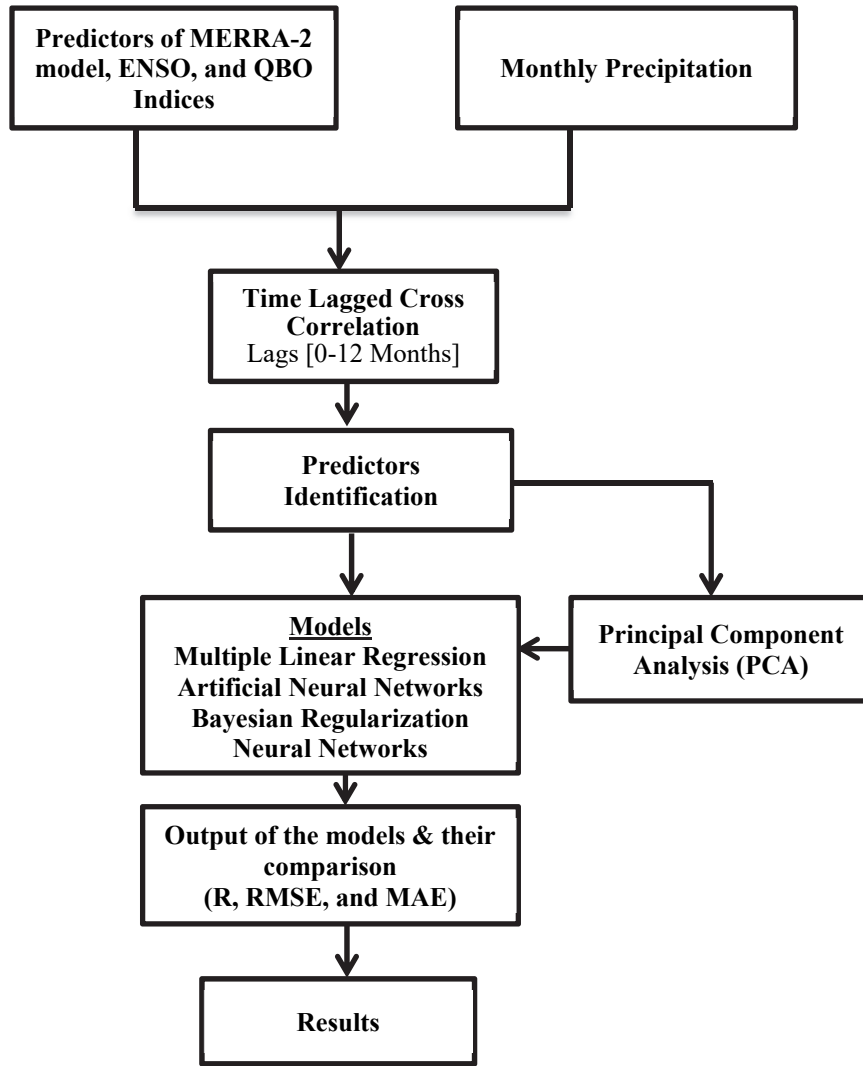 Predictors of MERRA-2
model, ENSO, and QBO
Indices
Monthly Precipitation
Time Lagged Cross
Correlation
Lags [0-12 Months]
Predictors
Identification
Models
Multiple Linear Regression
Artificial Neural Networks
Bayesian Regularization
Neural Networks
Principal Component
Analysis (PCA)
Output of the models & their
comparison
(R, RMSE, and MAE)
Results